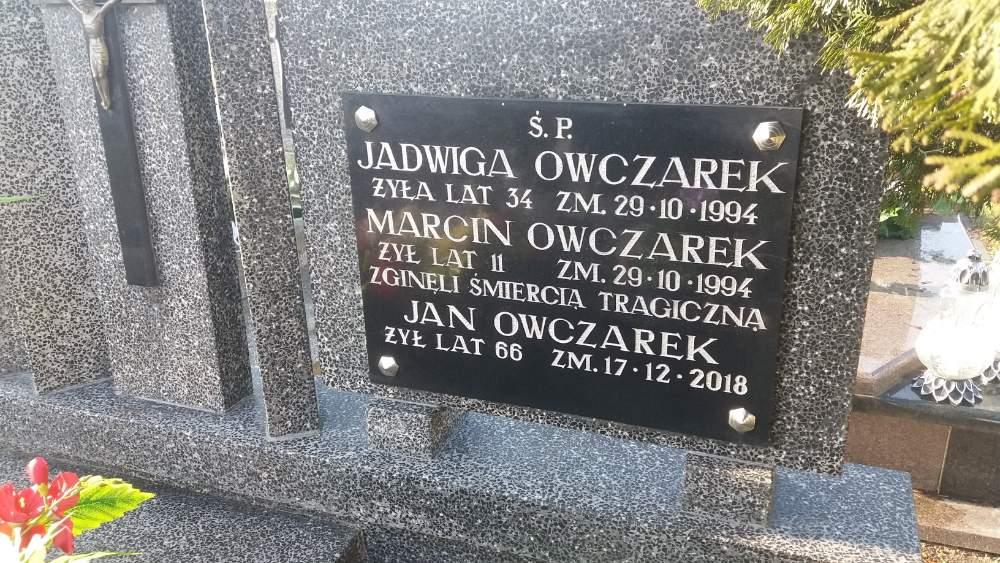 Ś. P.
JADWIGA OWCZAREK
ŻYŁA LAT 34 ZM. 29·10·1994
MARCIN OWCZAREK
ŻYŁ LAT 11 ZM. 29·10·1994
ZGINĘLI ŚMIERCIĄ TRAGICZNĄ
JAN OWCZAREK
ŻYŁ LAT 66 ZM. 17·12·2018